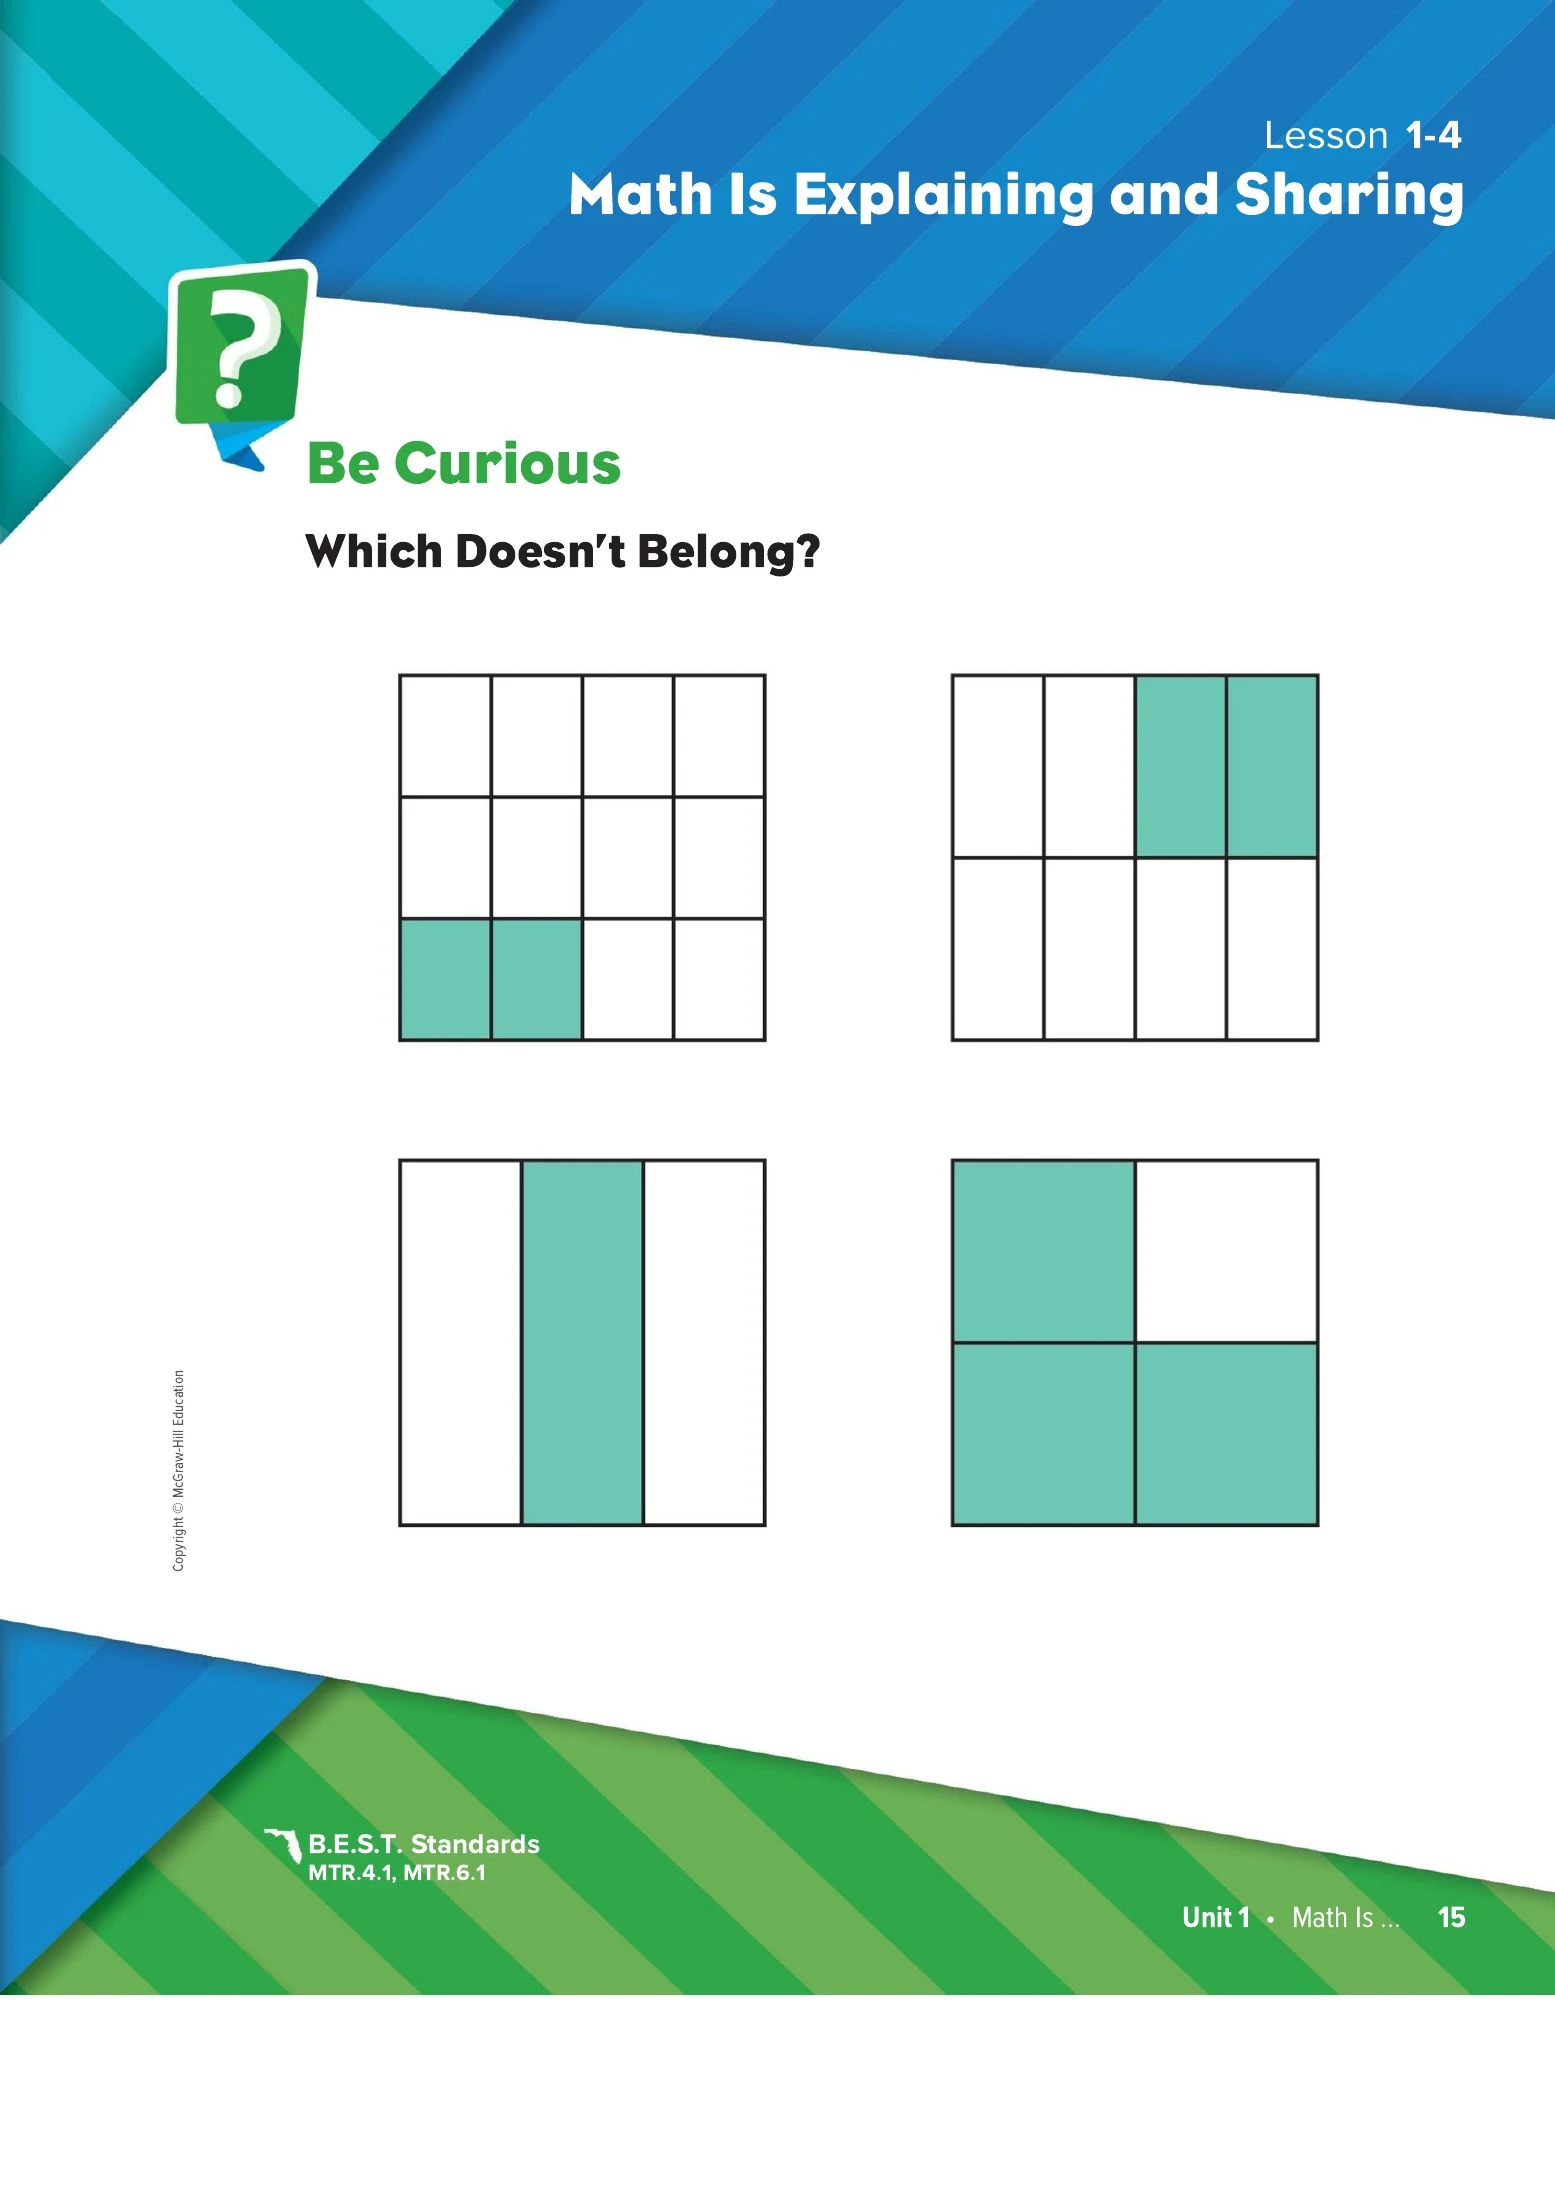 Lesson 1-4
Math Is Explaining and Sharing
?
Be Curious
Which Doesn't Belong?
Copyright © McGraw-Hill Education
B.E.S.T. Standards
MTR.4.1, MTR.6.1
Unit 1 • Math Is ... 15